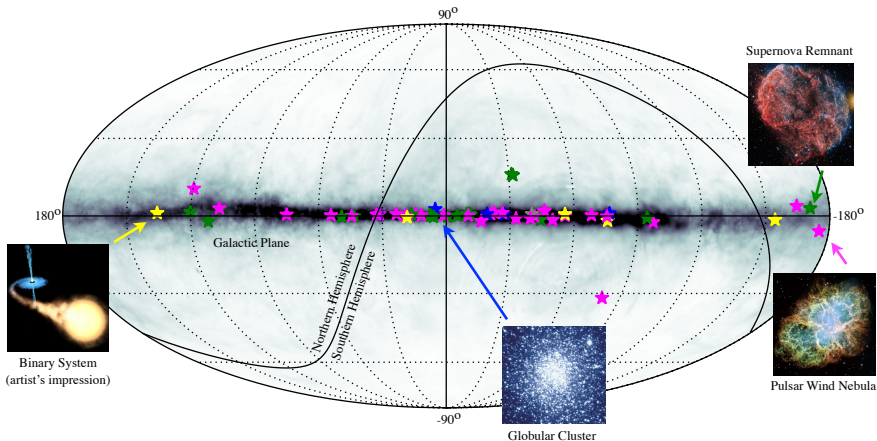 90°
Supernova Remnant
180°
-180°
Galactic Plane
Northern Hemisphere
Southern Hemisphere
Binary System
(artist's impression)
Pulsar Wind Nebula
-90°
Globular Cluster